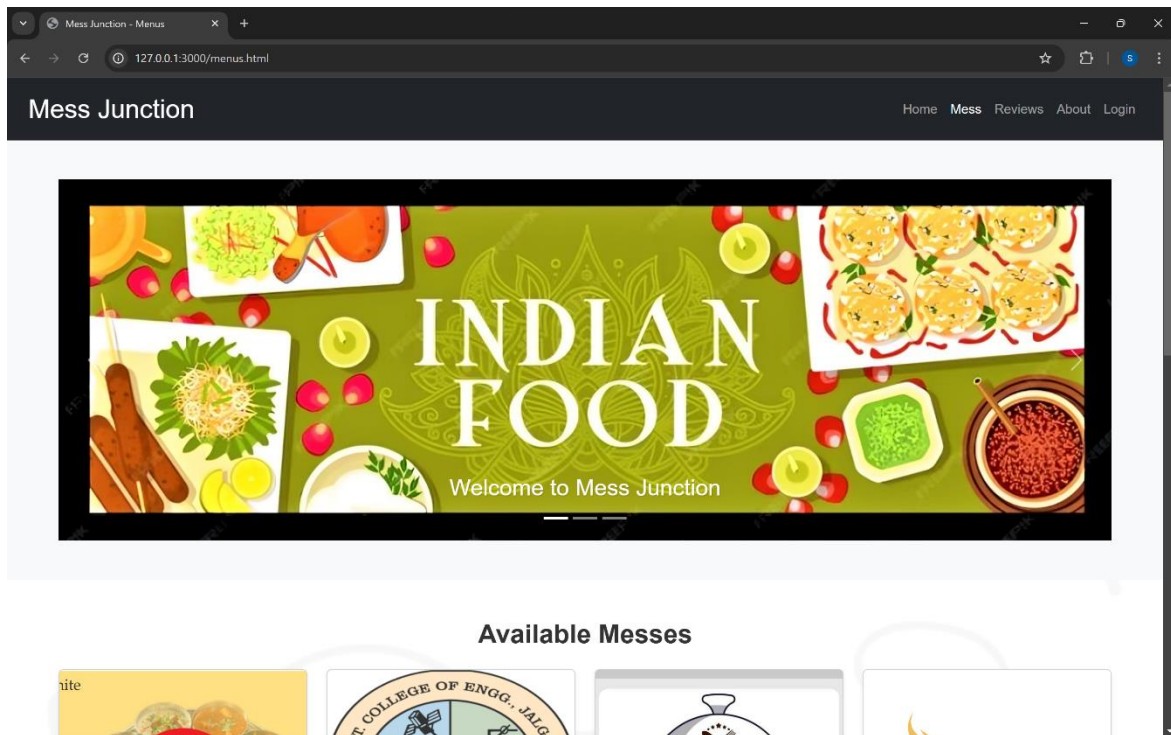 Mess Junction - Menus
127.0.0.1:3000/menus.html
S
Mess Junction
Home Mess Reviews About Login
INDIAN
FOOD
Welcome to Mess Junction
Available Messes
nite
T. COLLEGE OF ENGG., JALG